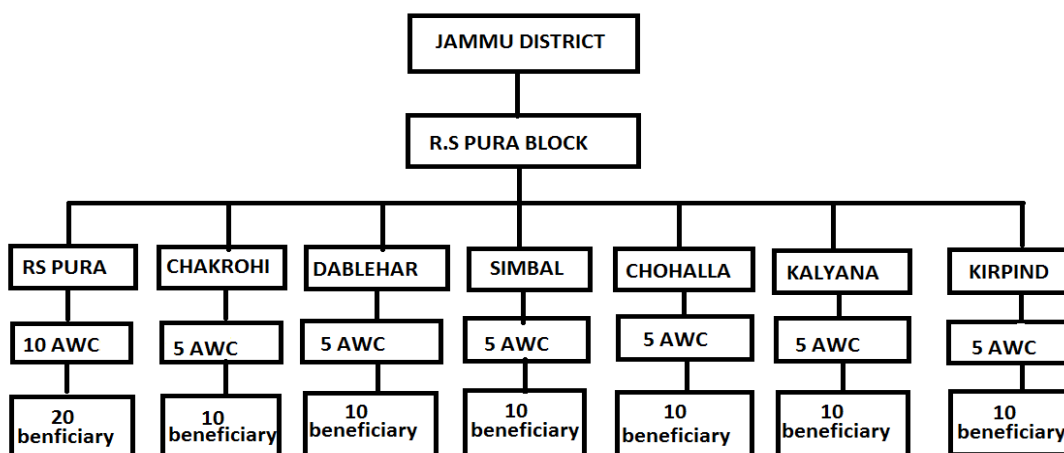 JAMMU DISTRICT
R.S PURA BLOCK
RS PURA
CHAKROHI
DABLEHAR
SIMBAL
CHOHALLA
KALYANA
KIRPIND
10 AWC
5 AWC
5 AWC
5 AWC
5 AWC
5 AWC
5 AWC
20
beneficiary
10
beneficiary
10
beneficiary
10
beneficiary
10
beneficiary
10
beneficiary
10
beneficiary